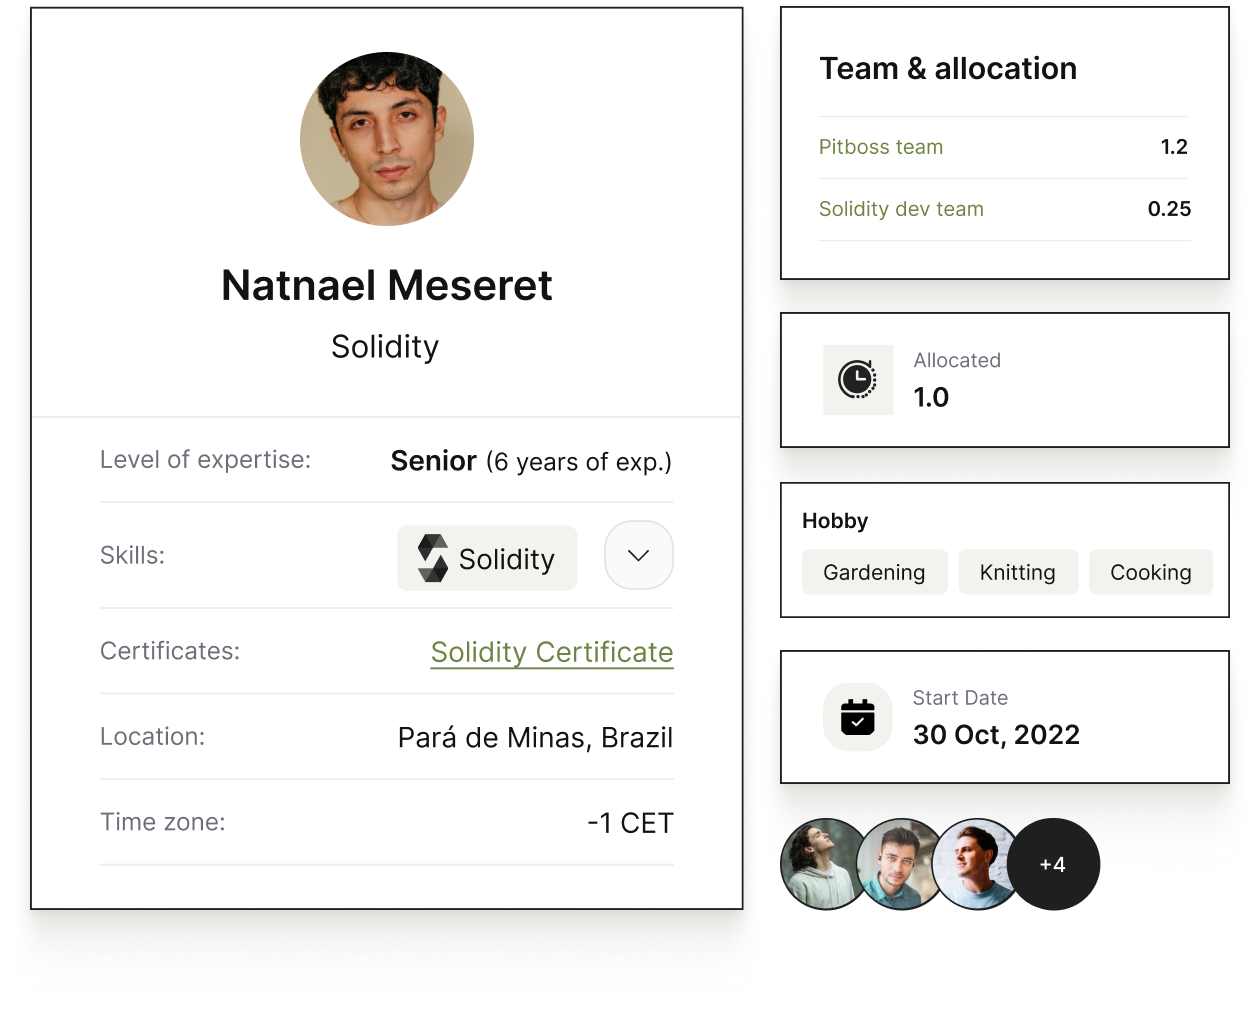 Natnael Meseret
Solidity
Level of expertise: Senior (6 years of exp.)
Skills: Solidity
Certificates: Solidity Certificate
Location: Pará de Minas, Brazil
Time zone: -1 CET
Team & allocation
Pitboss team 1.2
Solidity dev team 0.25
Allocated
1.0
Hobby
Gardening Knitting Cooking
Start Date
30 Oct, 2022
+4